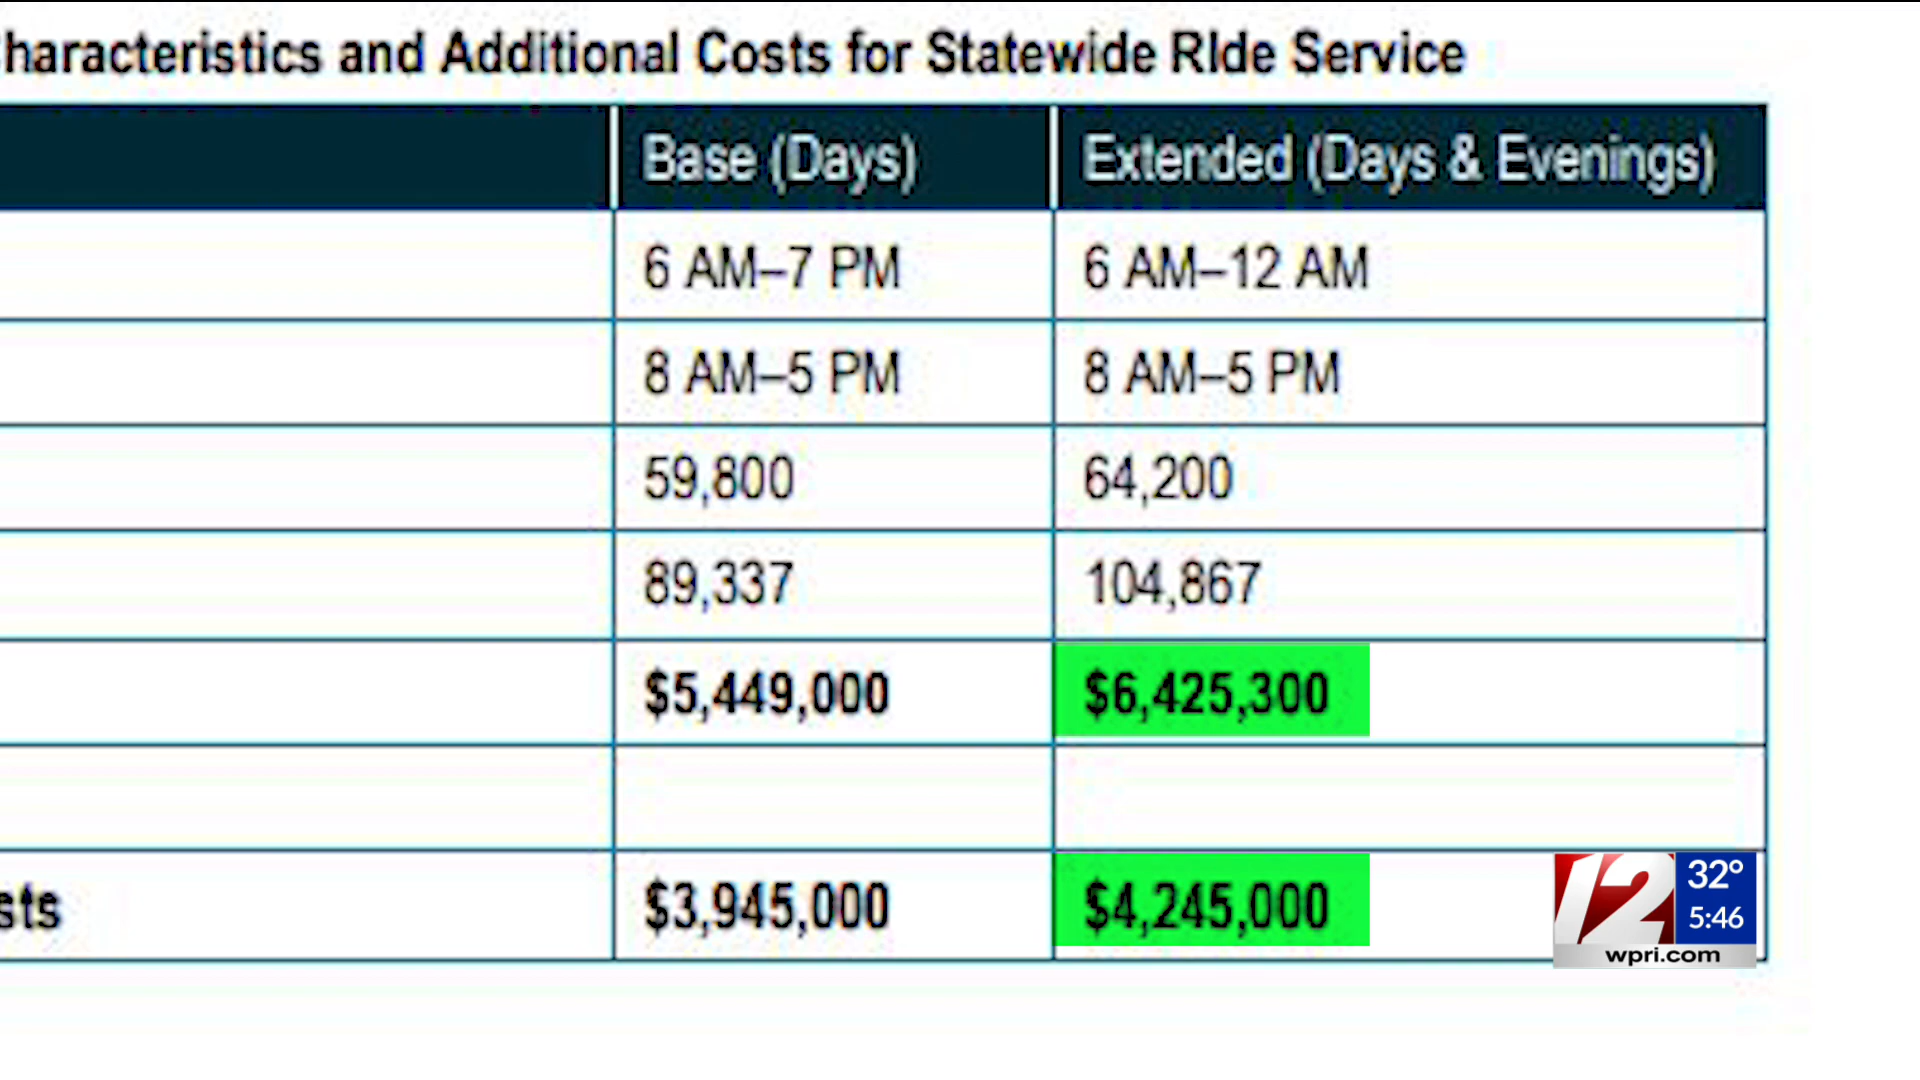 haracteristics and Additional Costs for Statewide RIde Service
Base (Days) Extended (Days & Evenings)
6 AM–7 PM 6 AM–12 AM
8 AM–5 PM 8 AM–5 PM
59,800 64,200
89,337 104,867
$5,449,000 $6,425,300
sts $3,945,000 $4,245,000
12 32°
5:46
wpri.com